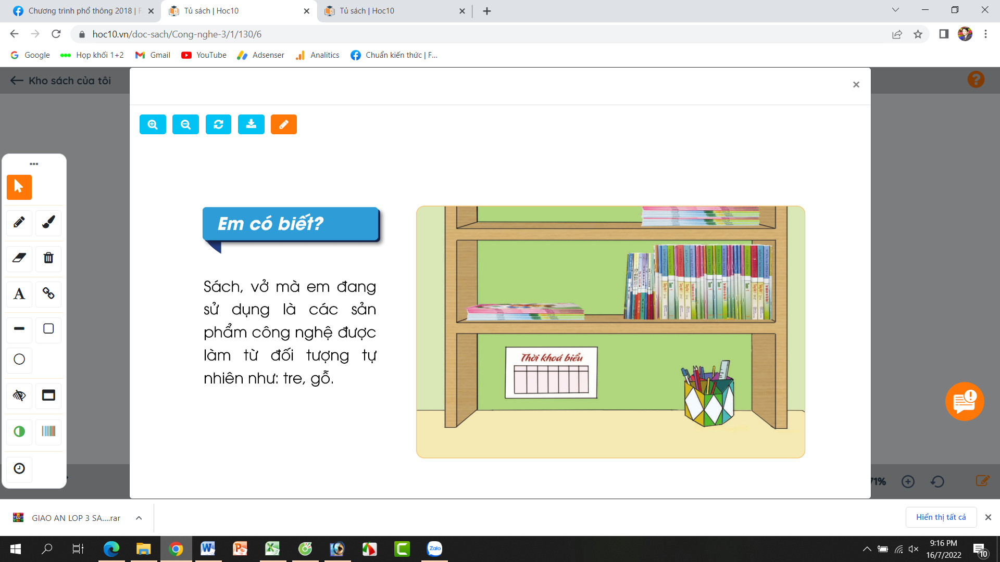 Chương trình phổ thông 2018 | F
Tủ sách | Hoc10
Tủ sách | Hoc10
hoc10.vn/doc-sach/Cong-nghe-3/1/130/6
Google
Họp khối 1+2
Gmail
YouTube
Adsenser
Analitics
Chuẩn kiến thức | F...
Kho sách của tôi
Em có biết?
Sách, vở mà em đang
sử dụng là các sản
phẩm công nghệ được
làm từ đối tượng tự
nhiên như: tre, gỗ.
Thời khoá biểu
71%
GIAO AN LOP 3 SA....rar
Hiển thị tất cả
Zalo
9:16 PM
16/7/2022
10